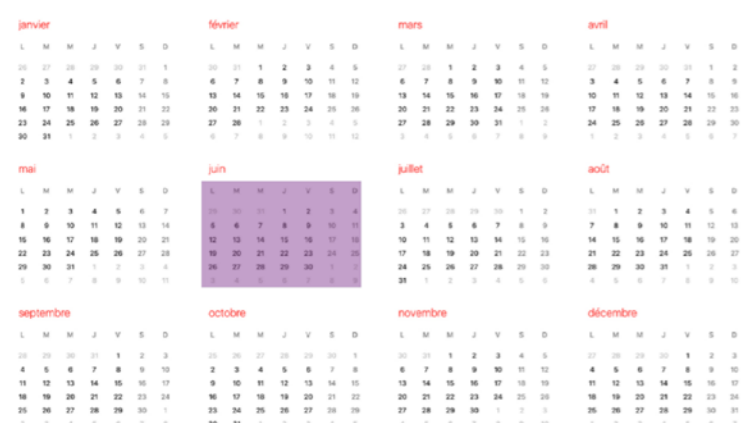 janvier
L M M J V S D
26 27 28 29 30 31 1
2 3 4 5 6 7 8
9 10 11 12 13 14 15
16 17 18 19 20 21 22
23 24 25 26 27 28 29
30 31 1 2 3 4 5
février
L M M J V S D
30 31 1 2 3 4 5
6 7 8 9 10 11 12
13 14 15 16 17 18 19
20 21 22 23 24 25 26
27 28 1 2 3 4 5
6 7 8 9 10 11 12
mars
L M M J V S D
27 28 1 2 3 4 5
6 7 8 9 10 11 12
13 14 15 16 17 18 19
20 21 22 23 24 25 26
27 28 29 30 31 1 2
3 4 5 6 7 8 9
avril
L M M J V S D
27 28 29 30 31 1 2
3 4 5 6 7 8 9
10 11 12 13 14 15 16
17 18 19 20 21 22 23
24 25 26 27 28 29 30
1 2 3 4 5 6 7
mai
L M M J V S D
1 2 3 4 5 6 7
8 9 10 11 12 13 14
15 16 17 18 19 20 21
22 23 24 25 26 27 28
29 30 31 1 2 3 4
5 6 7 8 9 10 11
juin
L M M J V S D
29 30 31 1 2 3 4
5 6 7 8 9 10 11
12 13 14 15 16 17 18
19 20 21 22 23 24 25
26 27 28 29 30 1 2
3 4 5 6 7 8 9
juillet
L M M J V S D
26 27 28 29 30 1 2
3 4 5 6 7 8 9
10 11 12 13 14 15 16
17 18 19 20 21 22 23
24 25 26 27 28 29 30
31 1 2 3 4 5 6
août
L M M J V S D
31 1 2 3 4 5 6
7 8 9 10 11 12 13
14 15 16 17 18 19 20
21 22 23 24 25 26 27
28 29 30 31 1 2 3
4 5 6 7 8 9 10
septembre
L M M J V S D
28 29 30 31 1 2 3
4 5 6 7 8 9 10
11 12 13 14 15 16 17
18 19 20 21 22 23 24
25 26 27 28 29 30 1
octobre
L M M J V S D
25 26 27 28 29 30 1
2 3 4 5 6 7 8
9 10 11 12 13 14 15
16 17 18 19 20 21 22
23 24 25 26 27 28 29
novembre
L M M J V S D
30 31 1 2 3 4 5
6 7 8 9 10 11 12
13 14 15 16 17 18 19
20 21 22 23 24 25 26
27 28 29 30 1 2 3
décembre
L M M J V S D
27 28 29 30 1 2 3
4 5 6 7 8 9 10
11 12 13 14 15 16 17
18 19 20 21 22 23 24
25 26 27 28 29 30 31